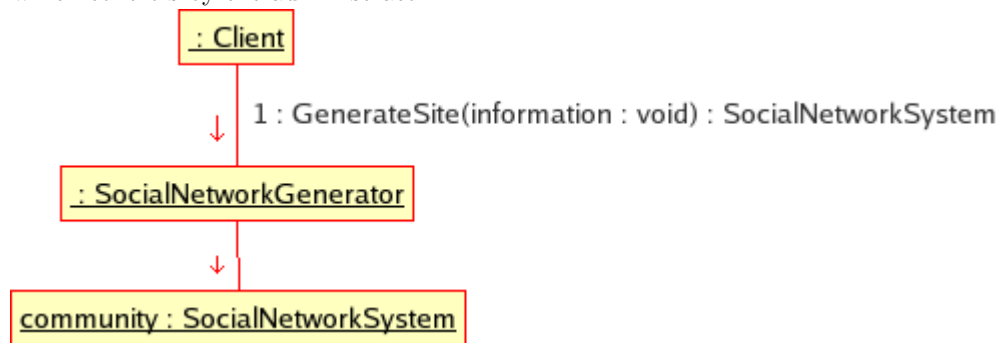 : Client
1 : GenerateSite(information : void) : SocialNetworkSystem
: SocialNetworkGenerator
community : SocialNetworkSystem